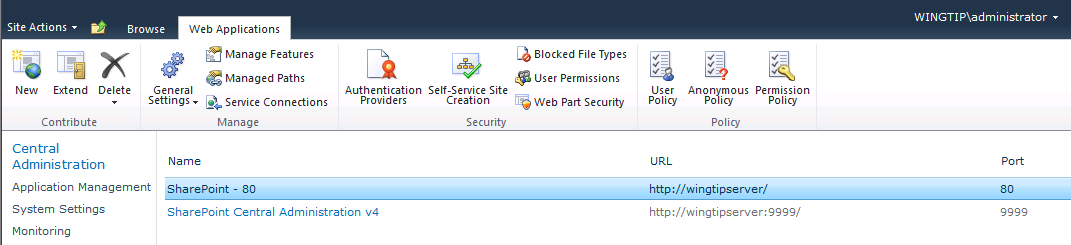 WINGTIP\administrator
Site Actions
Browse
Web Applications
New
Extend
Delete
Contribute
General Settings
Manage Features
Managed Paths
Service Connections
Manage
Authentication Providers
Self-Service Site Creation
Blocked File Types
User Permissions
Web Part Security
Security
User Policy
Anonymous Policy
Permission Policy
Policy
Central Administration
Application Management
System Settings
Monitoring
Name URL Port
SharePoint - 80 http://wingtipserver/ 80
SharePoint Central Administration v4 http://wingtipserver:9999/ 9999